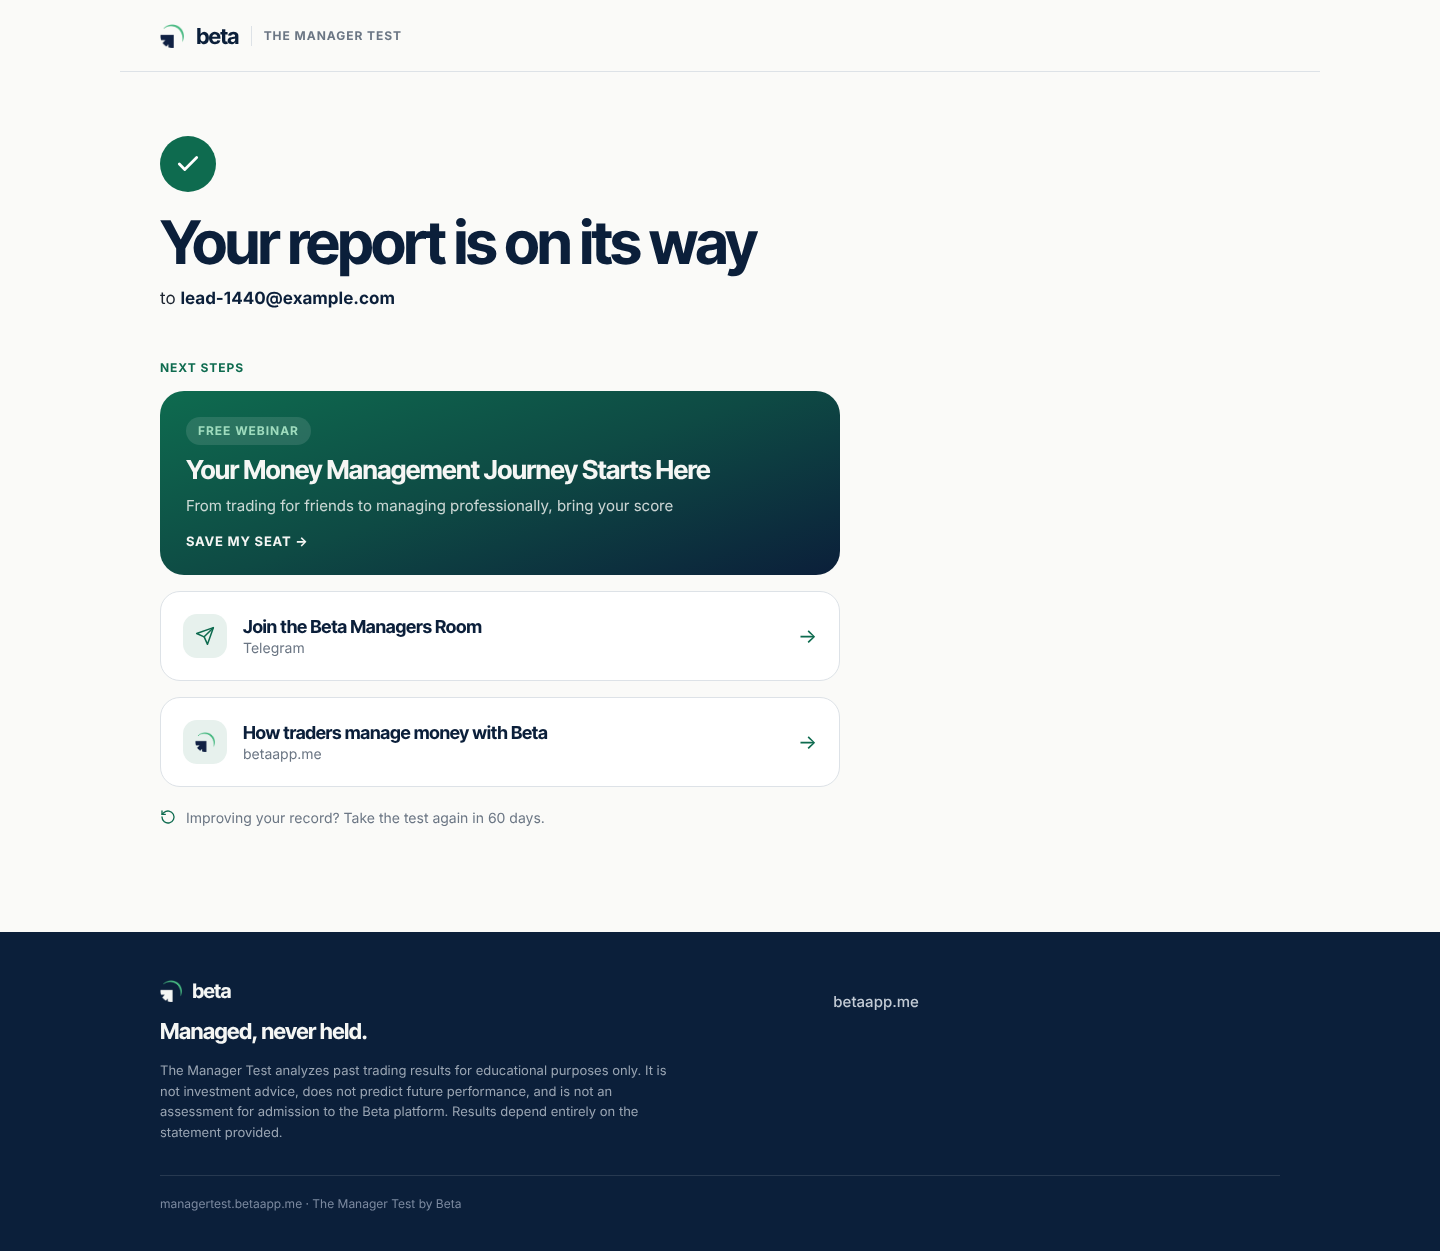 beta
THE MANAGER TEST
Your report is on its way
to lead-1440@example.com
NEXT STEPS
FREE WEBINAR
Your Money Management Journey Starts Here
From trading for friends to managing professionally, bring your score
SAVE MY SEAT →
Join the Beta Managers Room
Telegram
How traders manage money with Beta
betaapp.me
Improving your record? Take the test again in 60 days.
beta
betaapp.me
Managed, never held.
The Manager Test analyzes past trading results for educational purposes only. It is
not investment advice, does not predict future performance, and is not an
assessment for admission to the Beta platform. Results depend entirely on the
statement provided.
managertest.betaapp.me · The Manager Test by Beta